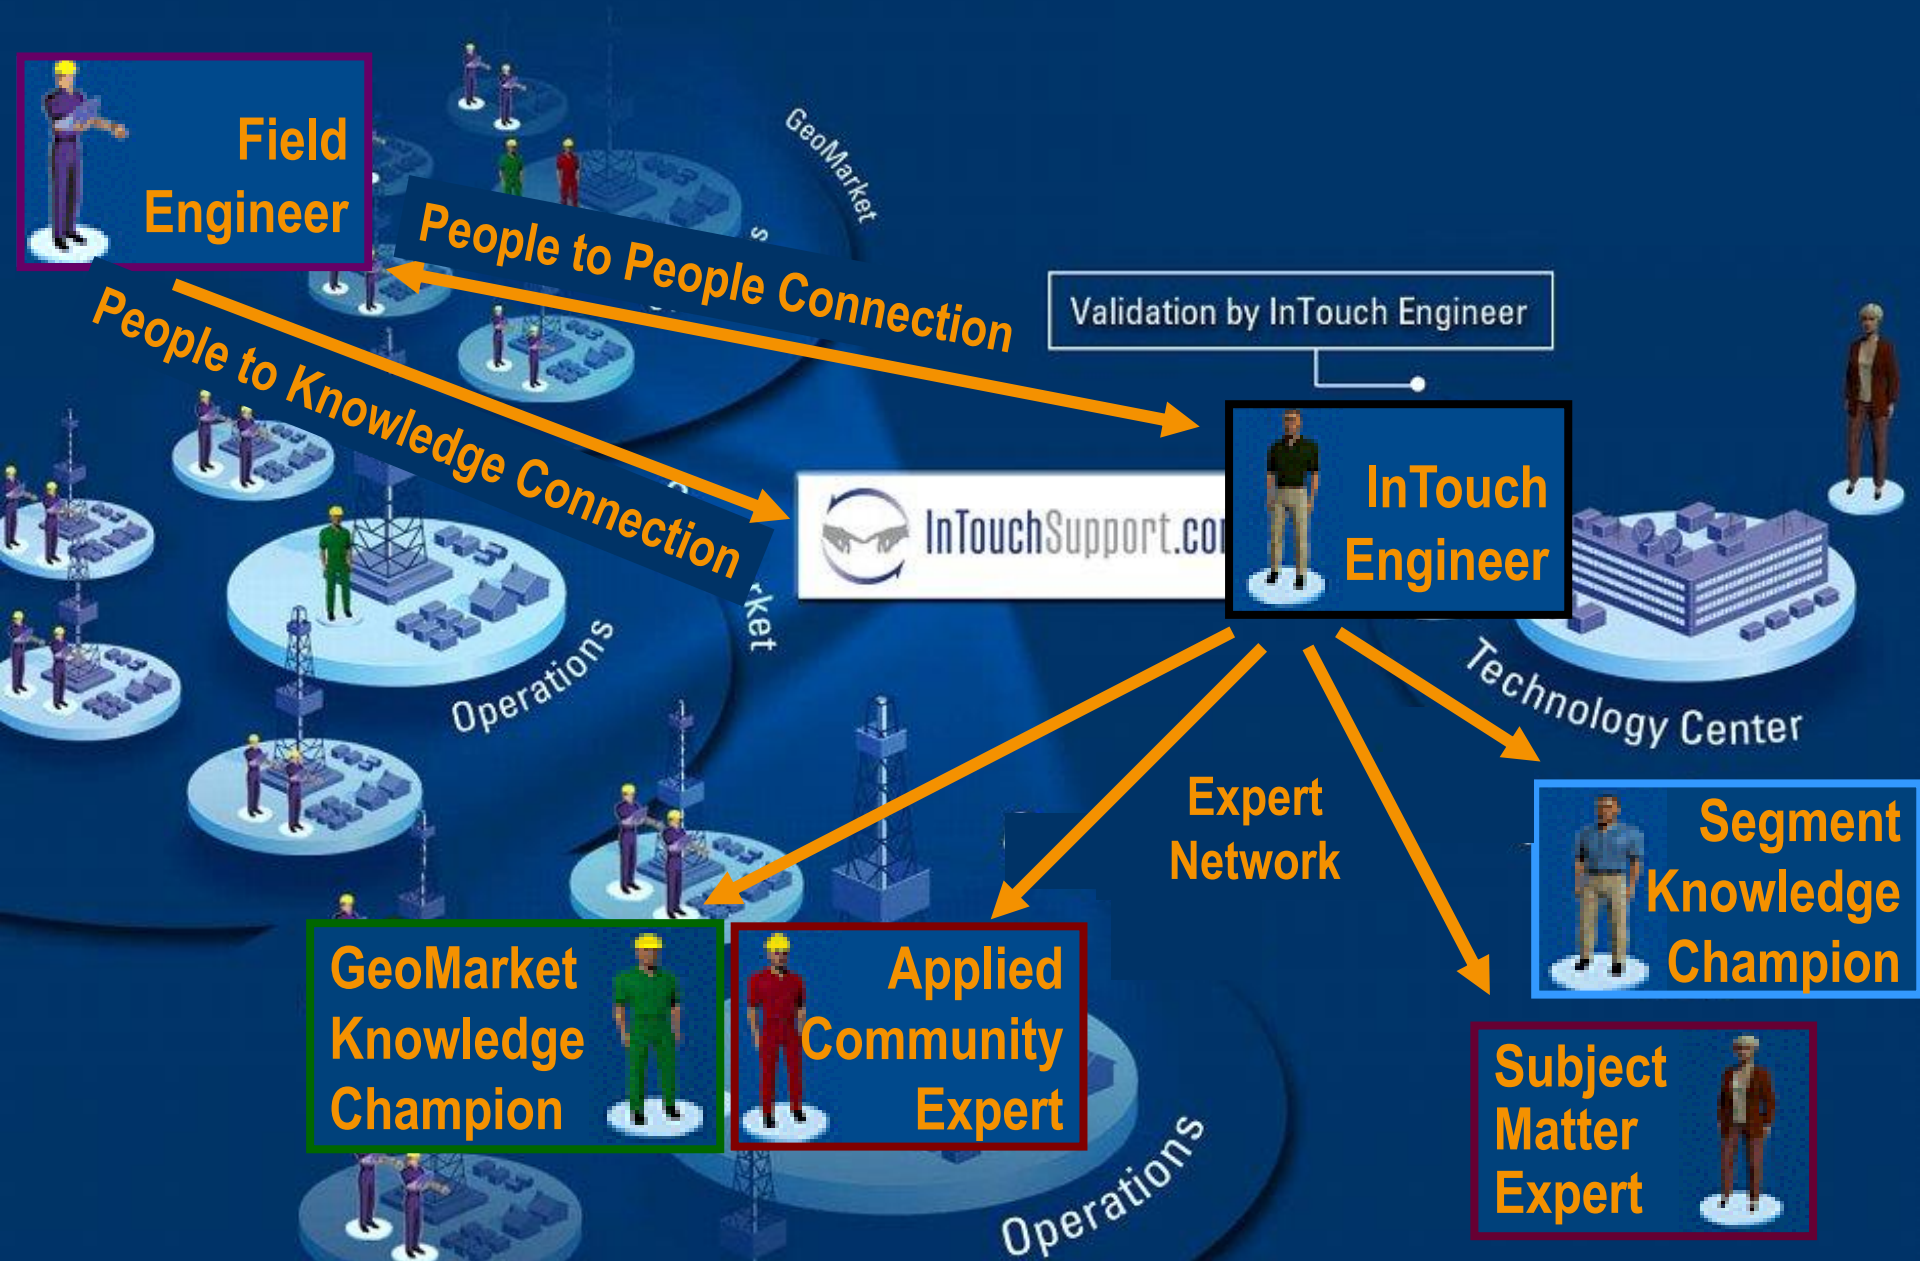 Field
Engineer
GeoMarket
People to People Connection
s
People to Knowledge Connection
Validation by InTouch Engineer
InTouchSupport.co
InTouch
Engineer
rket
Operations
Technology Center
Expert
Network
Segment
Knowledge
Champion
GeoMarket
Knowledge
Champion
Applied
Community
Expert
Subject
Matter
Expert
Operations